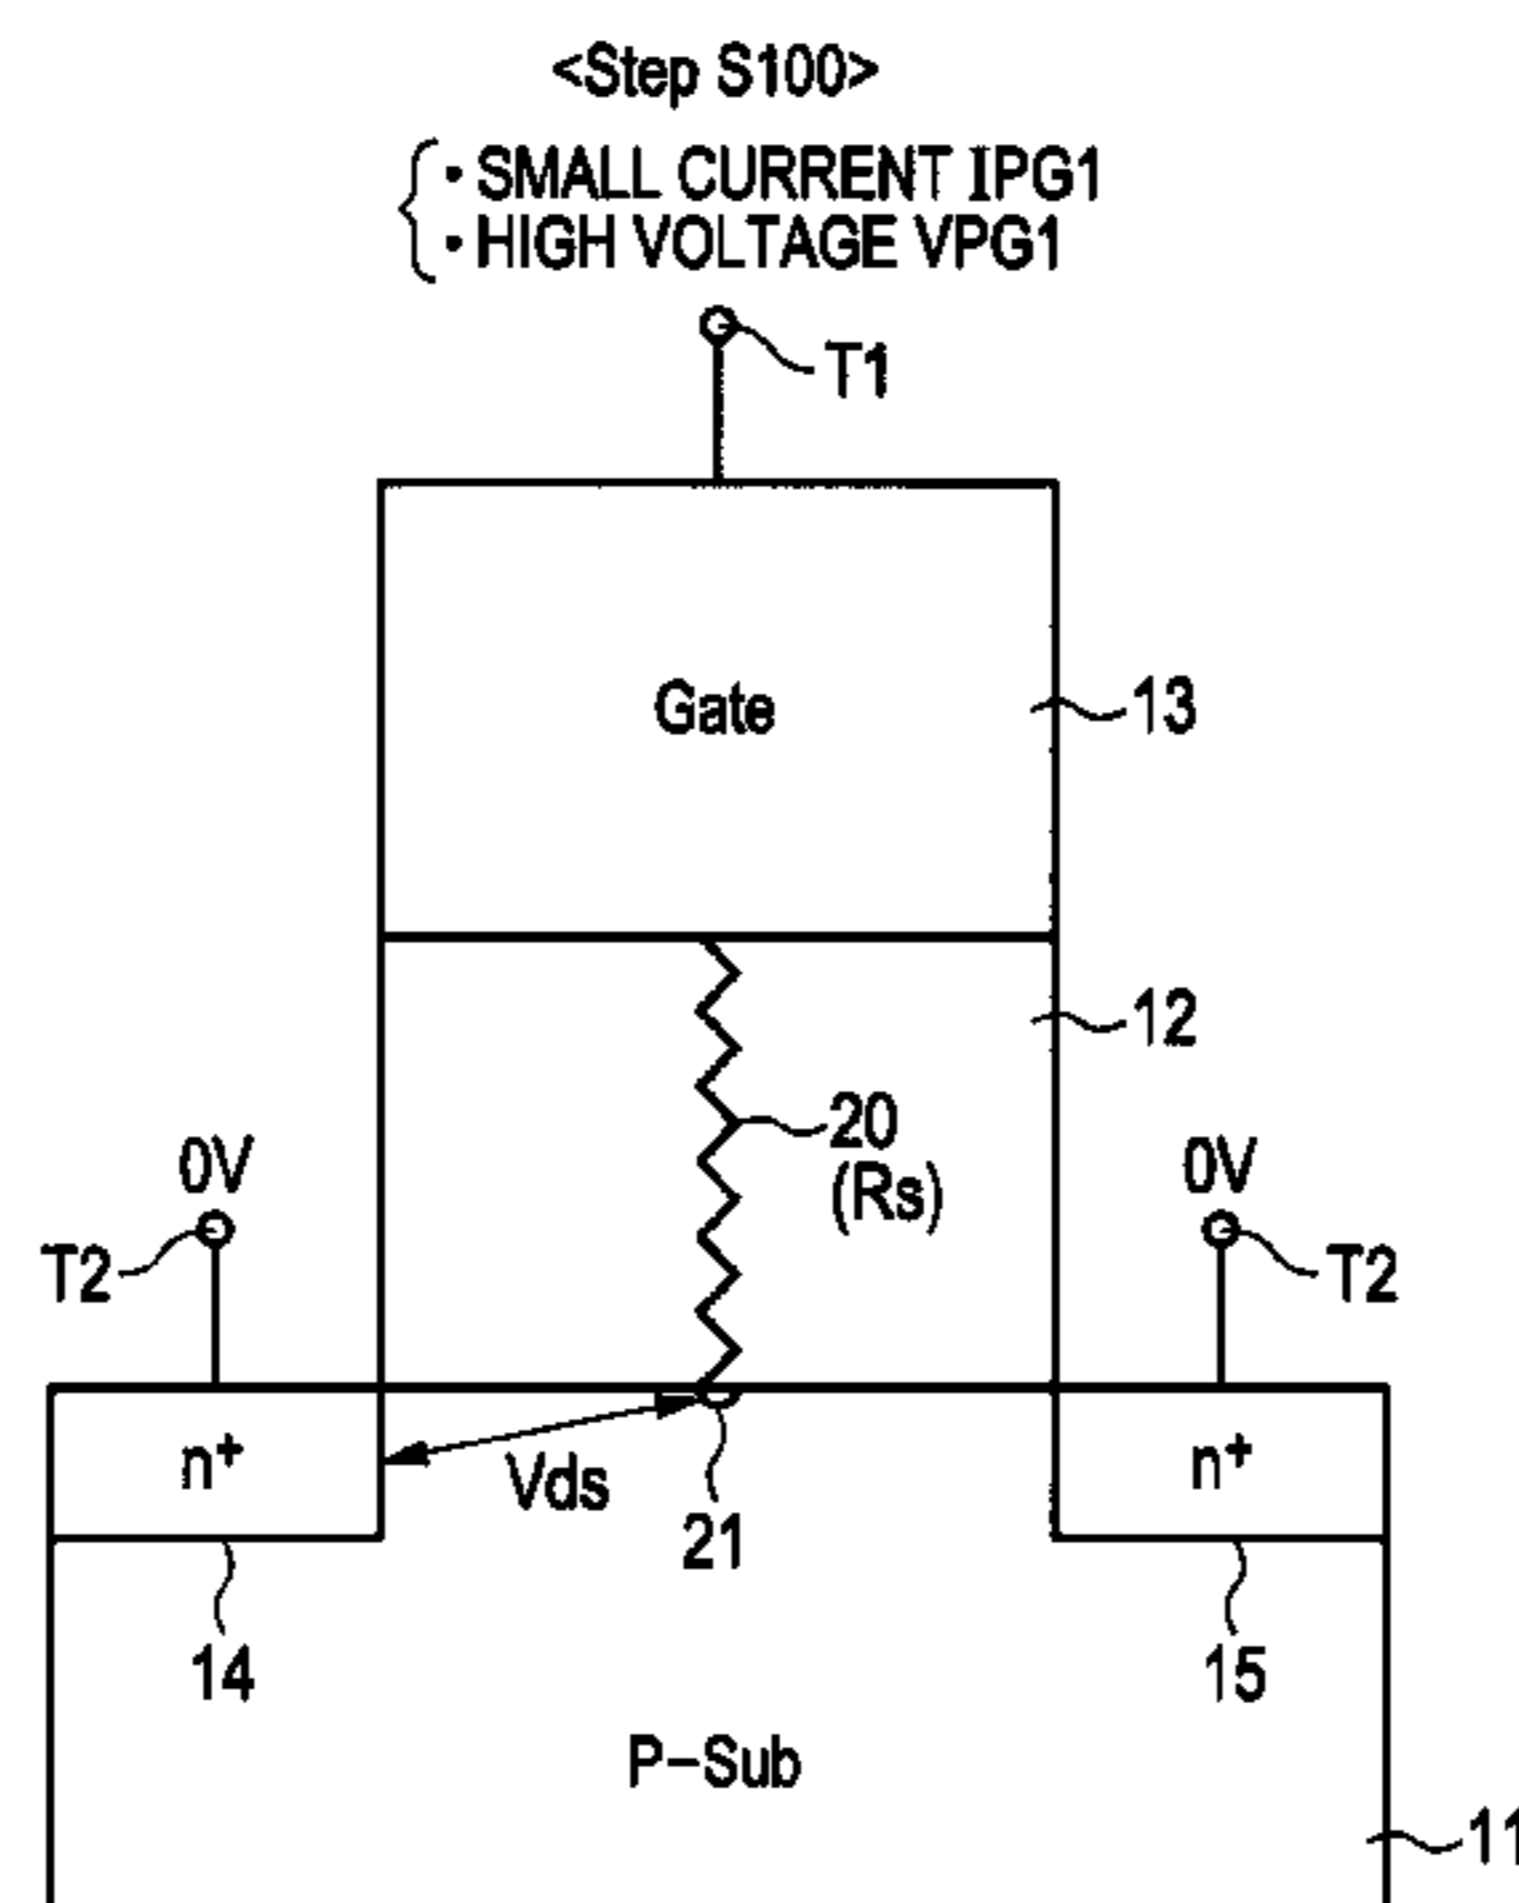 <Step S100>
• SMALL CURRENT IPG1
• HIGH VOLTAGE VPG1
T1
Gate
13
12
20
(Rs)
0V
0V
T2
T2
n+
n+
Vds
21
14
15
P-Sub
11